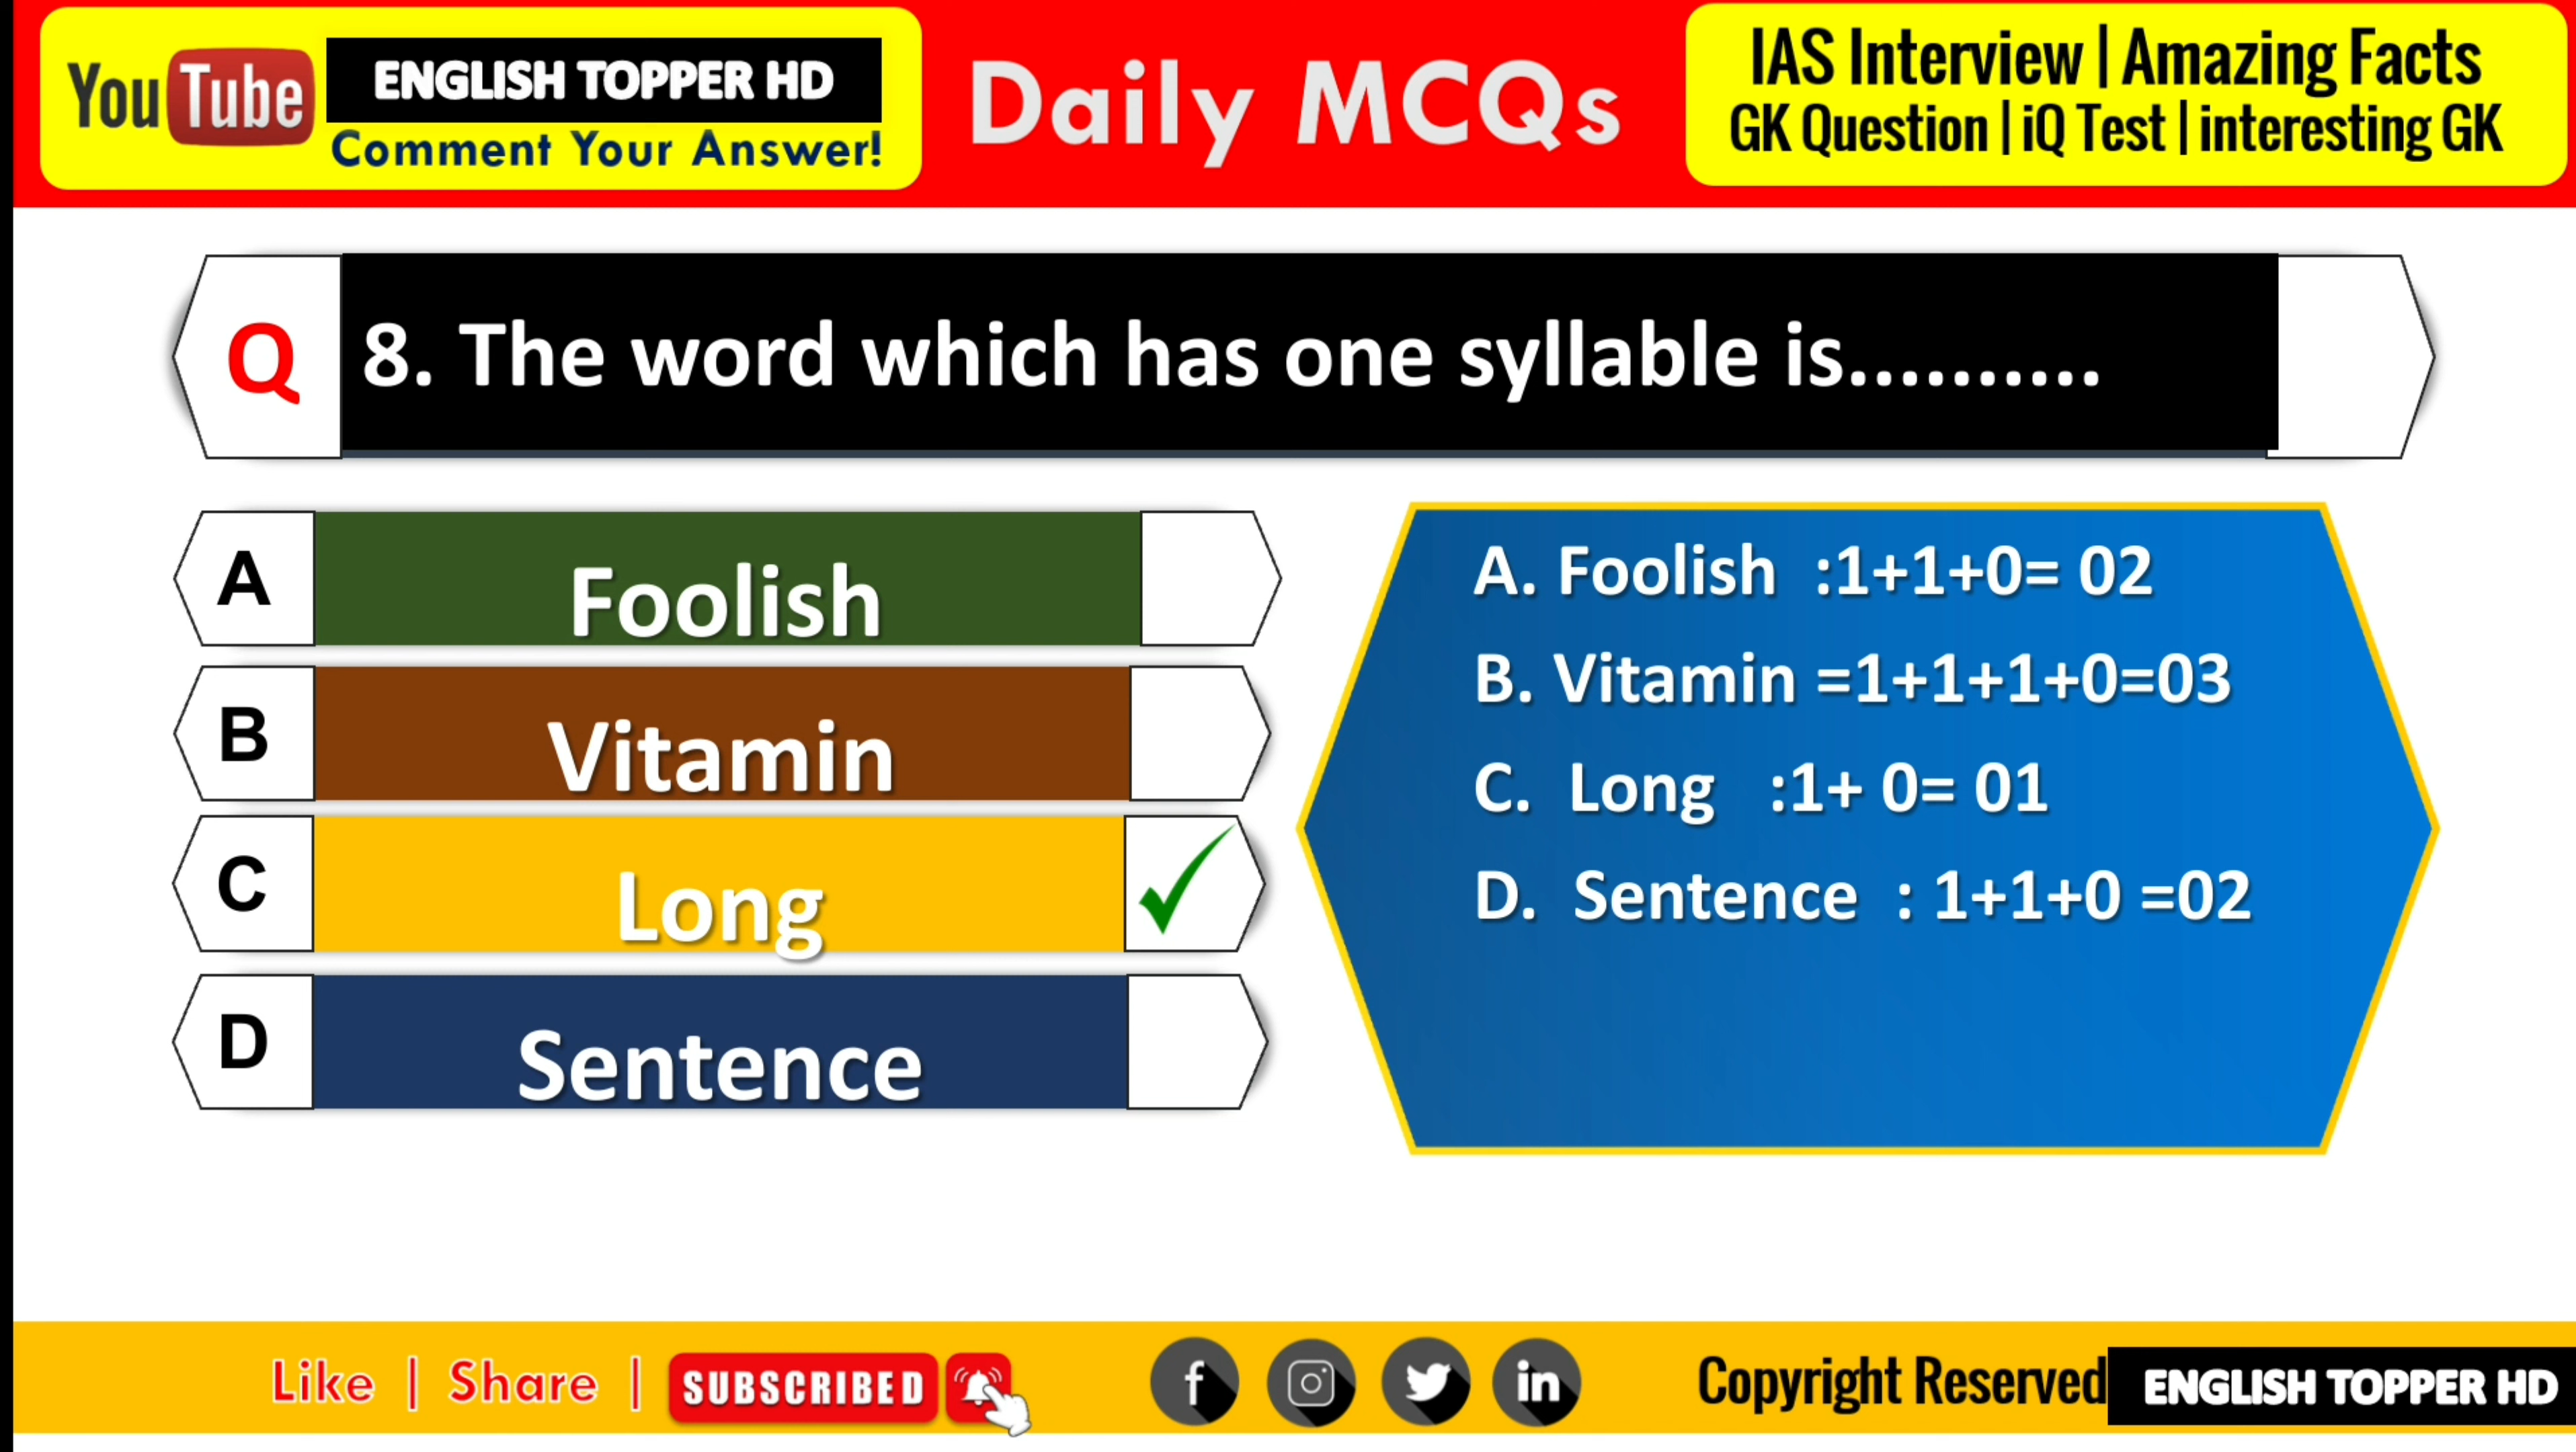 YouTube
ENGLISH TOPPER HD
Comment Your Answer!
Daily MCQs
IAS Interview | Amazing Facts
GK Question | iQ Test | interesting GK
Q
8. The word which has one syllable is..........
A
Foolish
B
Vitamin
C
Long
D
Sentence
A. Foolish :1+1+0= 02
B. Vitamin =1+1+1+0=03
C. Long :1+ 0= 01
D. Sentence : 1+1+0 =02
Like | Share |
SUBSCRIBED
f
in
Copyright Reserved
ENGLISH TOPPER HD